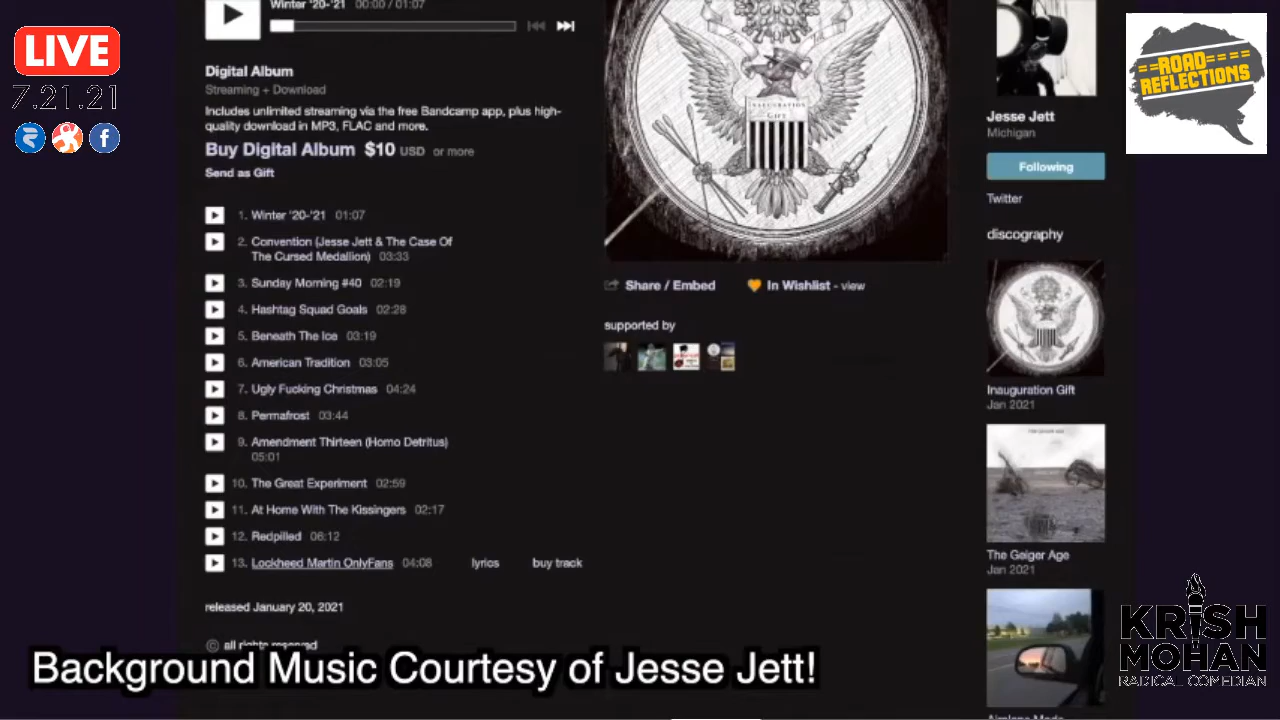 LIVE
7.21.21
Winter '20-'21 00:00 / 01:07
Digital Album
Streaming + Download
Includes unlimited streaming via the free Bandcamp app, plus high-
quality download in MP3, FLAC and more.
Buy Digital Album $10 USD or more
Send as Gift
1. Winter '20-'21 01:07
2. Convention (Jesse Jett & The Case Of
The Cursed Medallion) 03:33
3. Sunday Morning #40 02:19
4. Hashtag Squad Goals 02:28
5. Beneath The Ice 03:19
6. American Tradition 03:05
7. Ugly Fucking Christmas 04:24
8. Permafrost 03:44
9. Amendment Thirteen (Homo Detritus)
05:01
10. The Great Experiment 02:59
11. At Home With The Kissingers 02:17
12. Redpilled 06:12
13. Lockheed Martin OnlyFans 04:08 lyrics buy track
released January 20, 2021
© all rights reserved
INAUGURATION
GIFT
Share / Embed
In Wishlist - view
supported by
Jesse Jett
Michigan
Following
Twitter
discography
Inauguration Gift
Jan 2021
The Geiger Age
Jan 2021
Airplane Mode
==ROAD====
REFLECTIONS
KRISH
MOHAN
RADICAL COMEDIAN
Background Music Courtesy of Jesse Jett!